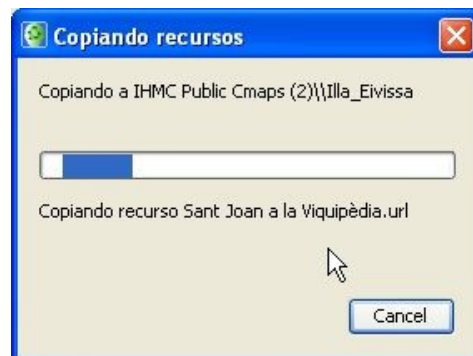 Copiando recursos
Copiando a IHMC Public Cmaps (2)\\Illa_Eivissa
Copiando recurso Sant Joan a la Viquipèdia.url
Cancel